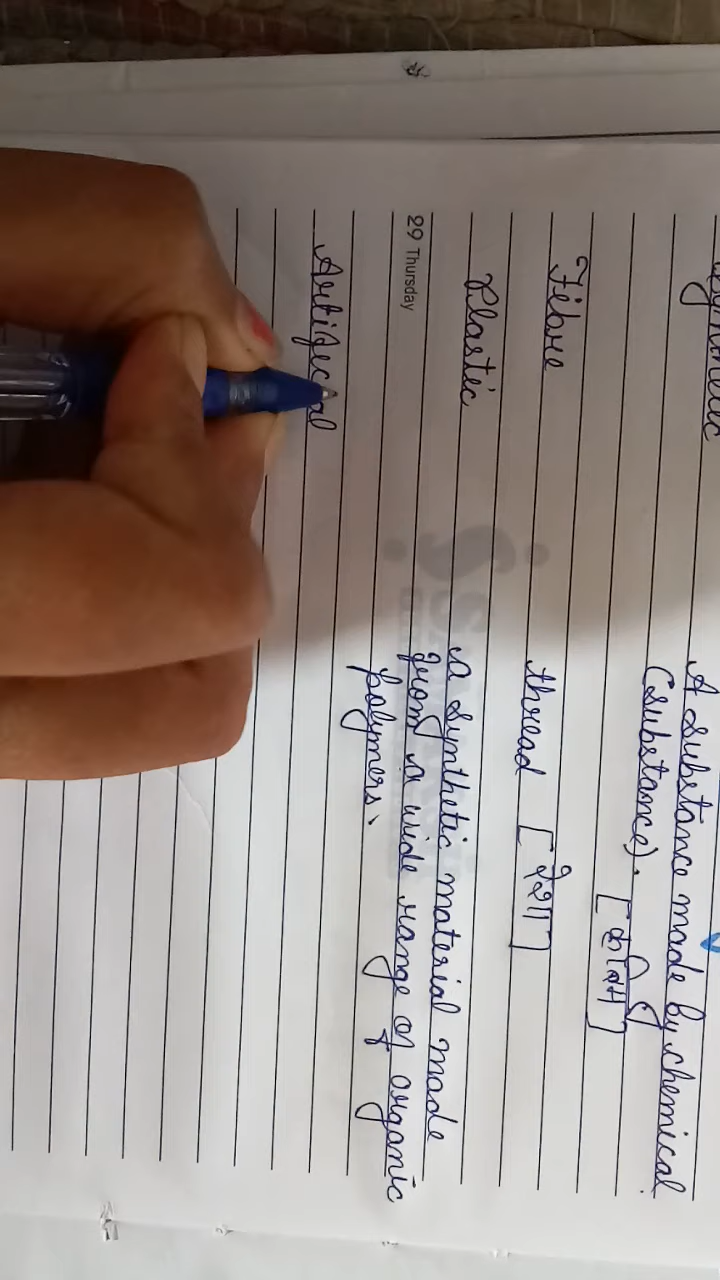 A substance made by chemical
(substance). [कृत्रिम]
Fibre thread [रेशा]
Plastic a synthetic material made
29 Thursday from a wide range of organic
polymers.
Artificial